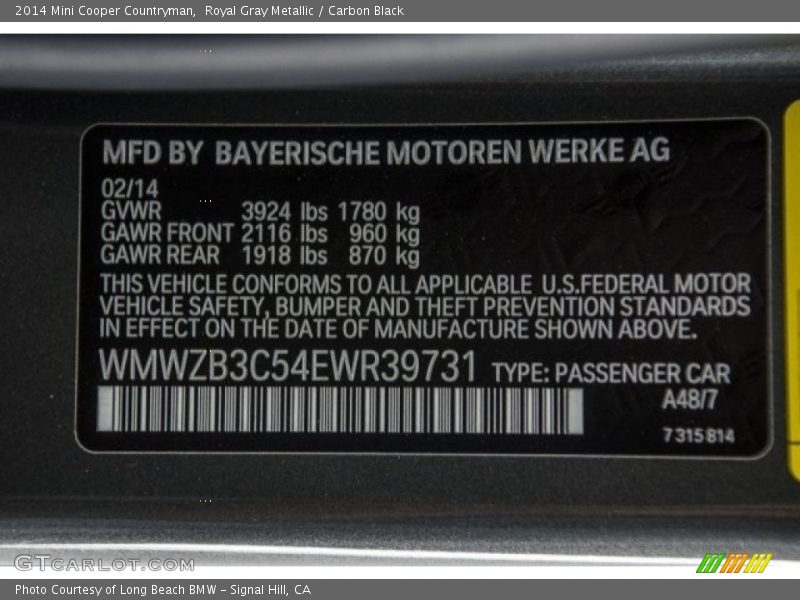 2014 Mini Cooper Countryman,  Royal Gray Metallic / Carbon Black
MFD BY BAYERISCHE MOTOREN WERKE AG
02/14
GVWR 3924 lbs 1780 kg
GAWR FRONT 2116 lbs 960 kg
GAWR REAR 1918 lbs 870 kg
THIS VEHICLE CONFORMS TO ALL APPLICABLE U.S.FEDERAL MOTOR
VEHICLE SAFETY, BUMPER AND THEFT PREVENTION STANDARDS
IN EFFECT ON THE DATE OF MANUFACTURE SHOWN ABOVE.
WMWZB3C54EWR39731 TYPE: PASSENGER CAR
A48/7
7315814
GTCARLOT.COM
Photo Courtesy of Long Beach BMW - Signal Hill, CA